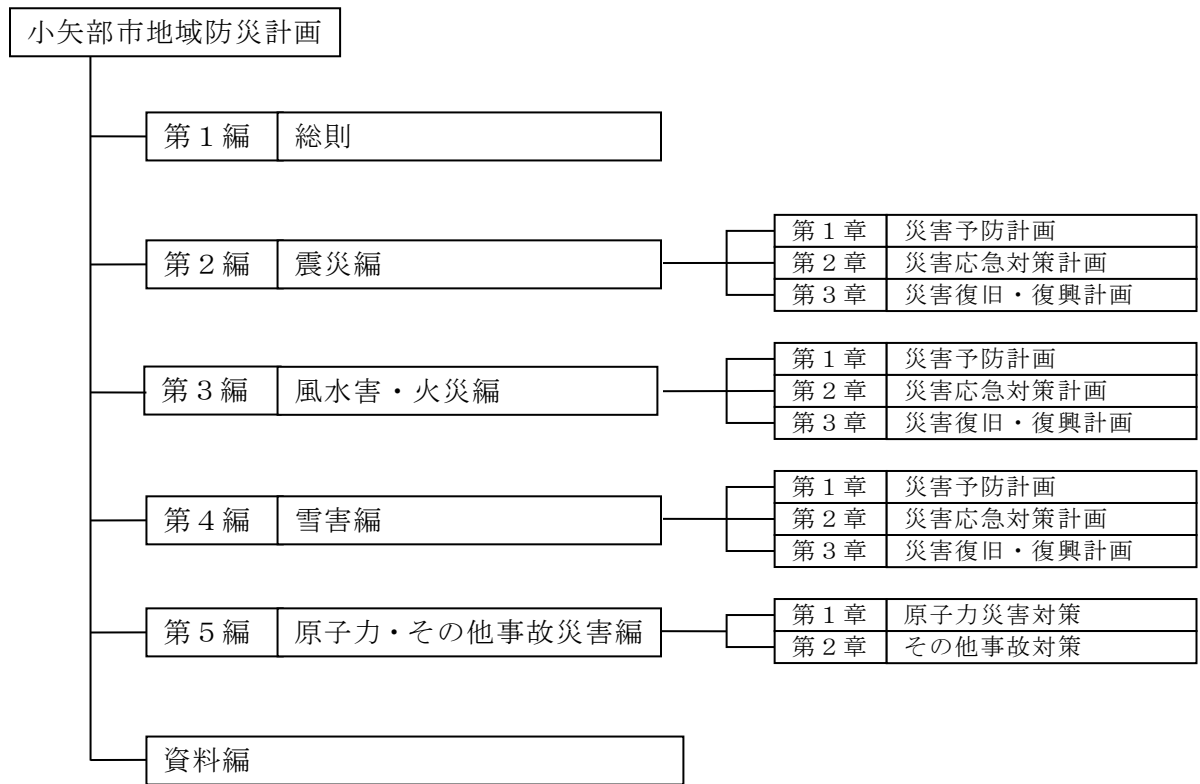 小矢部市地域防災計画
第１編 総則
第２編 震災編
第１章 災害予防計画
第２章 災害応急対策計画
第３章 災害復旧・復興計画
第３編 風水害・火災編
第１章 災害予防計画
第２章 災害応急対策計画
第３章 災害復旧・復興計画
第４編 雪害編
第１章 災害予防計画
第２章 災害応急対策計画
第３章 災害復旧・復興計画
第５編 原子力・その他事故災害編
第１章 原子力災害対策
第２章 その他事故対策
資料編